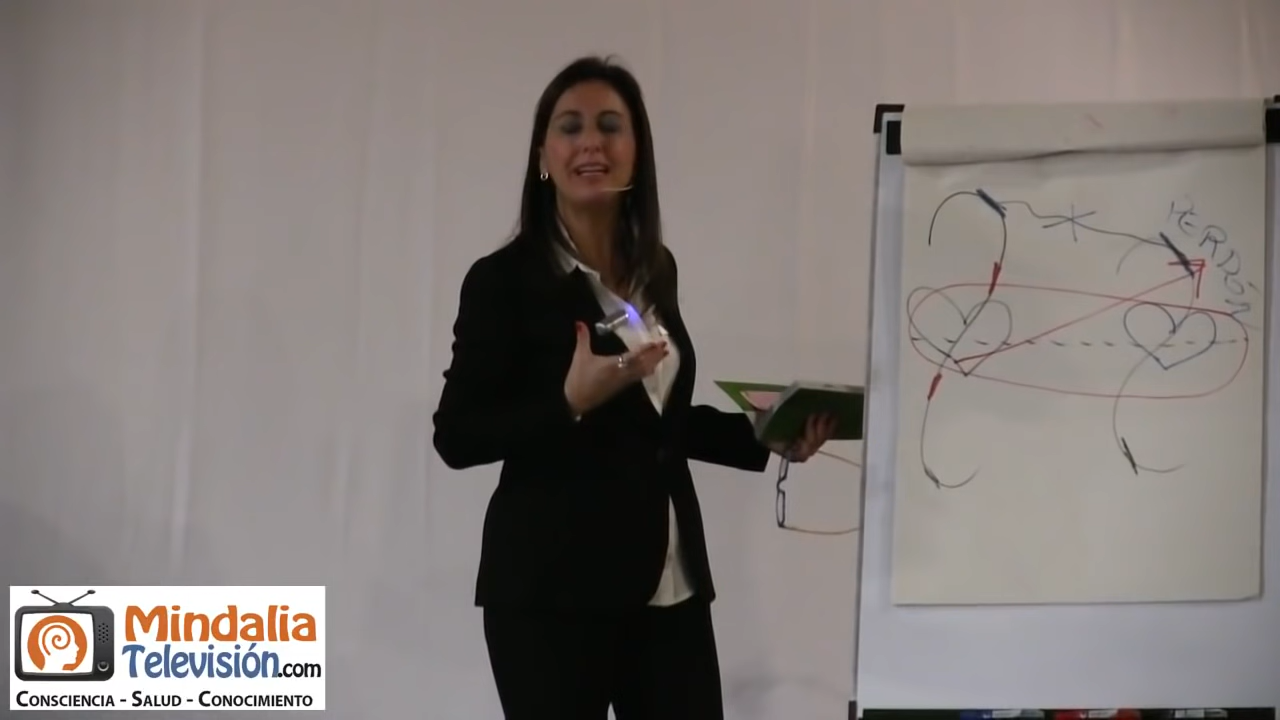 PERDÓN
Mindalia
Televisión.com
CONSCIENCIA - SALUD - CONOCIMIENTO